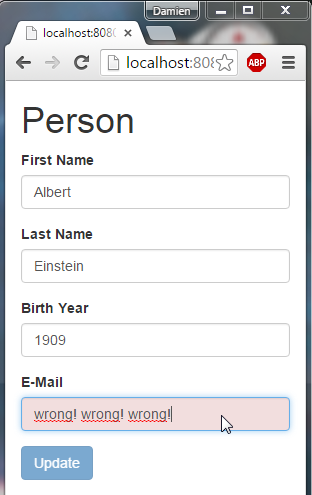 Damien
localhost:808
localhost:808
ABP
Person
First Name
Albert
Last Name
Einstein
Birth Year
1909
E-Mail
wrong! wrong! wrong!
Update